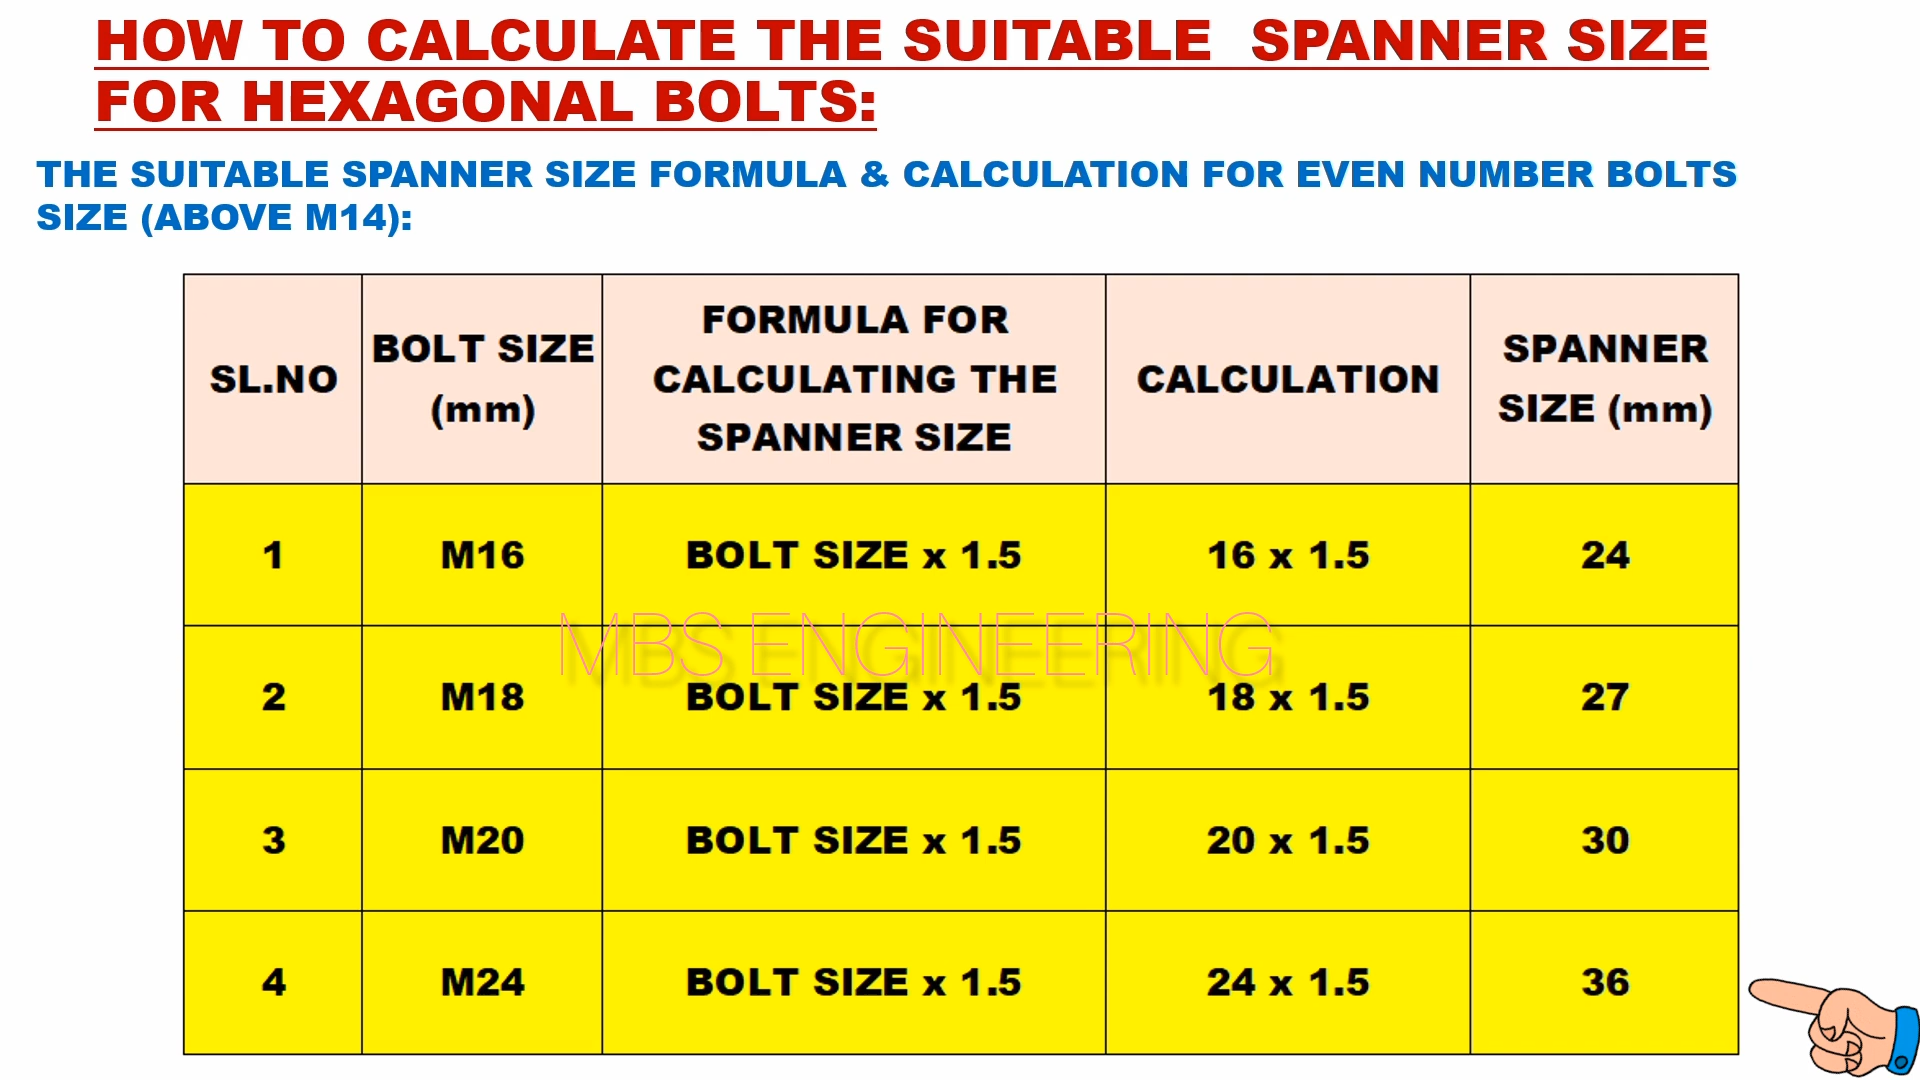 HOW TO CALCULATE THE SUITABLE  SPANNER SIZE
FOR HEXAGONAL BOLTS:
THE SUITABLE SPANNER SIZE FORMULA & CALCULATION FOR EVEN NUMBER BOLTS
SIZE (ABOVE M14):
SL.NO
BOLT SIZE
(mm)
FORMULA FOR
CALCULATING THE
SPANNER SIZE
CALCULATION
SPANNER
SIZE (mm)
1 M16 BOLT SIZE x 1.5 16 x 1.5 24
MBS ENGINEERING
2 M18 BOLT SIZE x 1.5 18 x 1.5 27
3 M20 BOLT SIZE x 1.5 20 x 1.5 30
4 M24 BOLT SIZE x 1.5 24 x 1.5 36